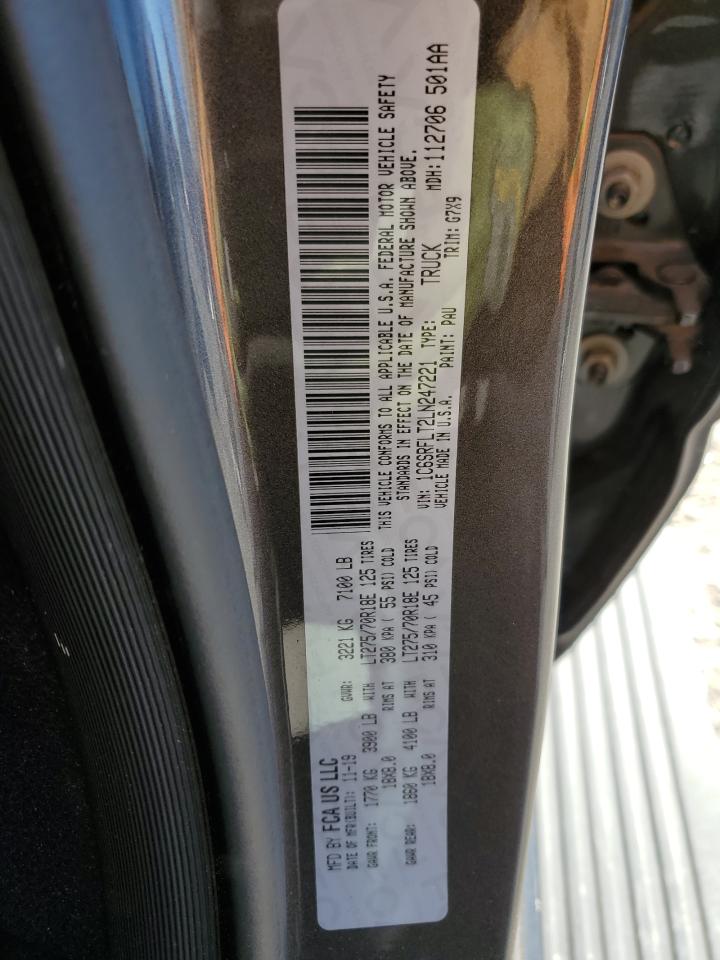 MFD BY FCA US LLC
DATE OF MFR(BUILT): 11-19 GVWR: 3221 KG 7100 LB
GAWR FRONT: 1770 KG 3900 LB WITH LT275/70R18E 125 TIRES
18X8.0 RIMS AT 380 KPA ( 55 PSI) COLD
GAWR REAR: 1860 KG 4100 LB WITH LT275/70R18E 125 TIRES
18X8.0 RIMS AT 310 KPA ( 45 PSI) COLD
THIS VEHICLE CONFORMS TO ALL APPLICABLE U.S.A. FEDERAL MOTOR VEHICLE SAFETY
STANDARDS IN EFFECT ON THE DATE OF MANUFACTURE SHOWN ABOVE.
VIN: 1C6SRFLT2LN247221 TYPE: TRUCK MDH:112706 501AA
VEHICLE MADE IN U.S.A. PAINT: PAU TRIM: G7X9